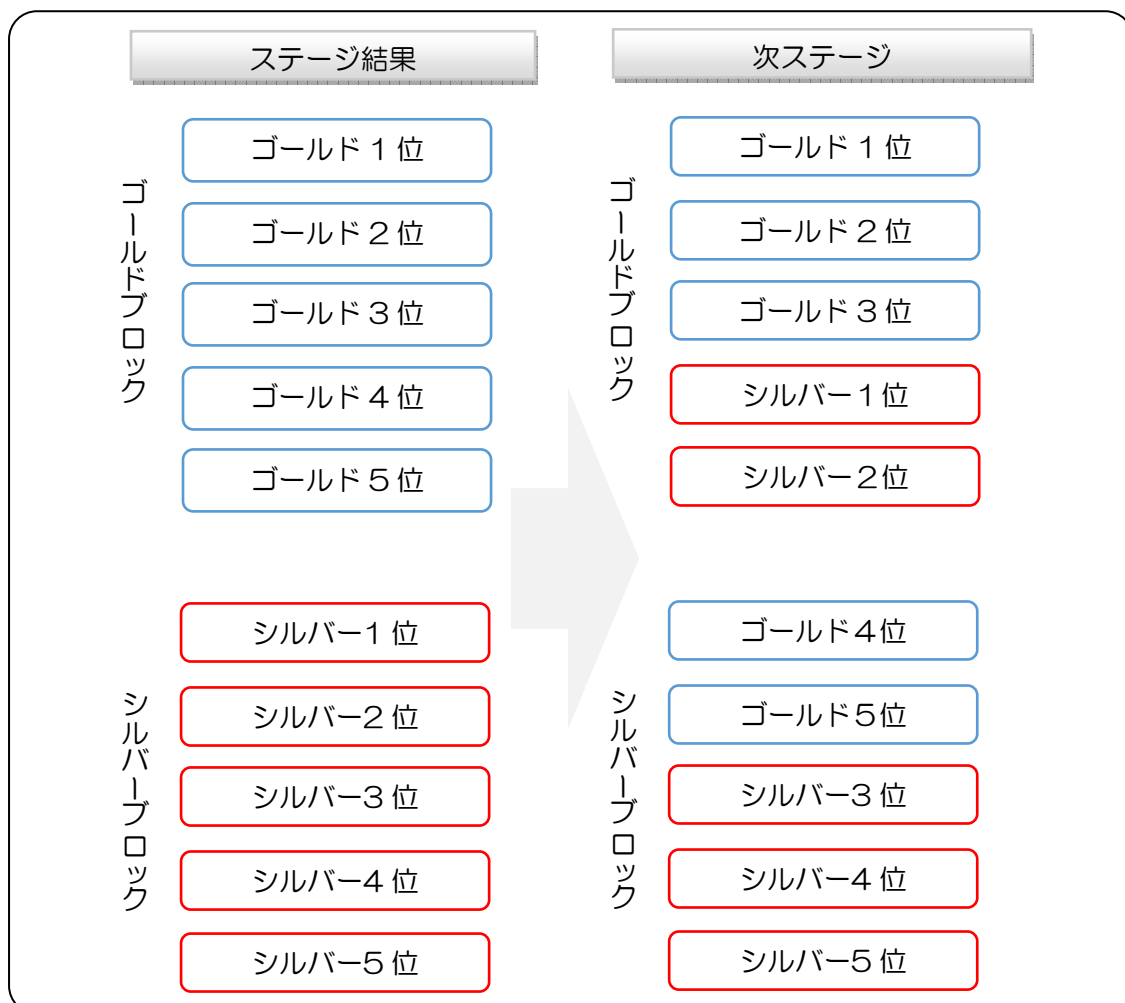 ステージ結果
ゴールドブロック
ゴールド 1 位
ゴールド 2 位
ゴールド 3 位
ゴールド 4 位
ゴールド 5 位
シルバーブロック
シルバー1 位
シルバー2 位
シルバー3 位
シルバー4 位
シルバー5 位
次ステージ
ゴールドブロック
ゴールド 1 位
ゴールド 2 位
ゴールド 3 位
シルバー1位
シルバー2位
シルバーブロック
ゴールド4位
ゴールド5位
シルバー3位
シルバー4位
シルバー5位